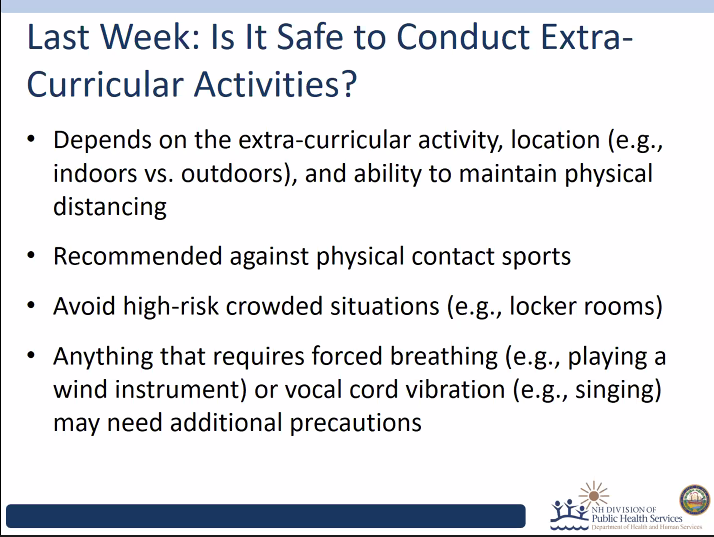 Last Week: Is It Safe to Conduct Extra-
Curricular Activities?
• Depends on the extra-curricular activity, location (e.g.,
indoors vs. outdoors), and ability to maintain physical
distancing
• Recommended against physical contact sports
• Avoid high-risk crowded situations (e.g., locker rooms)
• Anything that requires forced breathing (e.g., playing a
wind instrument) or vocal cord vibration (e.g., singing)
may need additional precautions
NH DIVISION OF
Public Health Services
Department of Health and Human Services